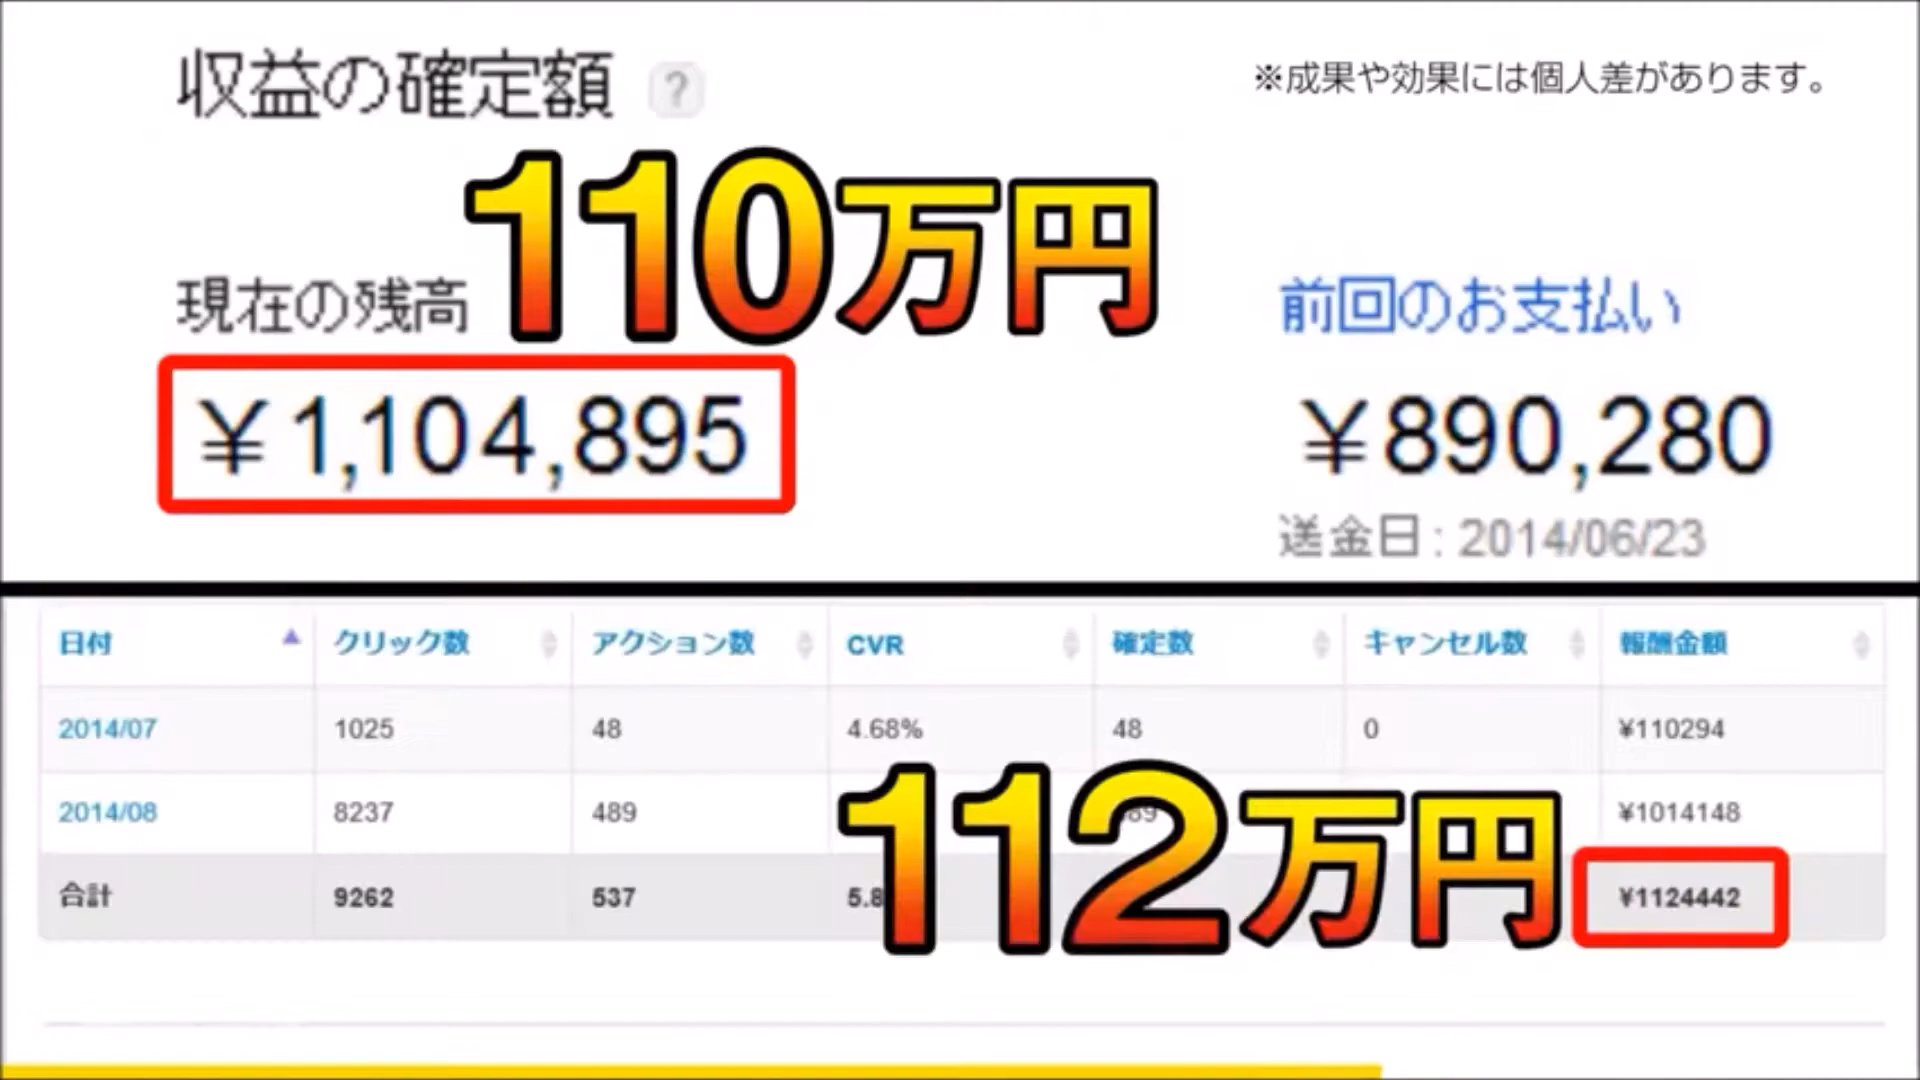 収益の確定額 ?
※成果や効果には個人差があります。
110万円
現在の残高
前回のお支払い
¥1,104,895
¥890,280
送金日: 2014/06/23
日付 クリック数 アクション数 CVR 確定数 キャンセル数 報酬金額
2014/07 1025 48 4.68% 48 0 ¥110294
2014/08 8237 489 ¥1014148
112万円
合計 9262 537 5.8 ¥1124442